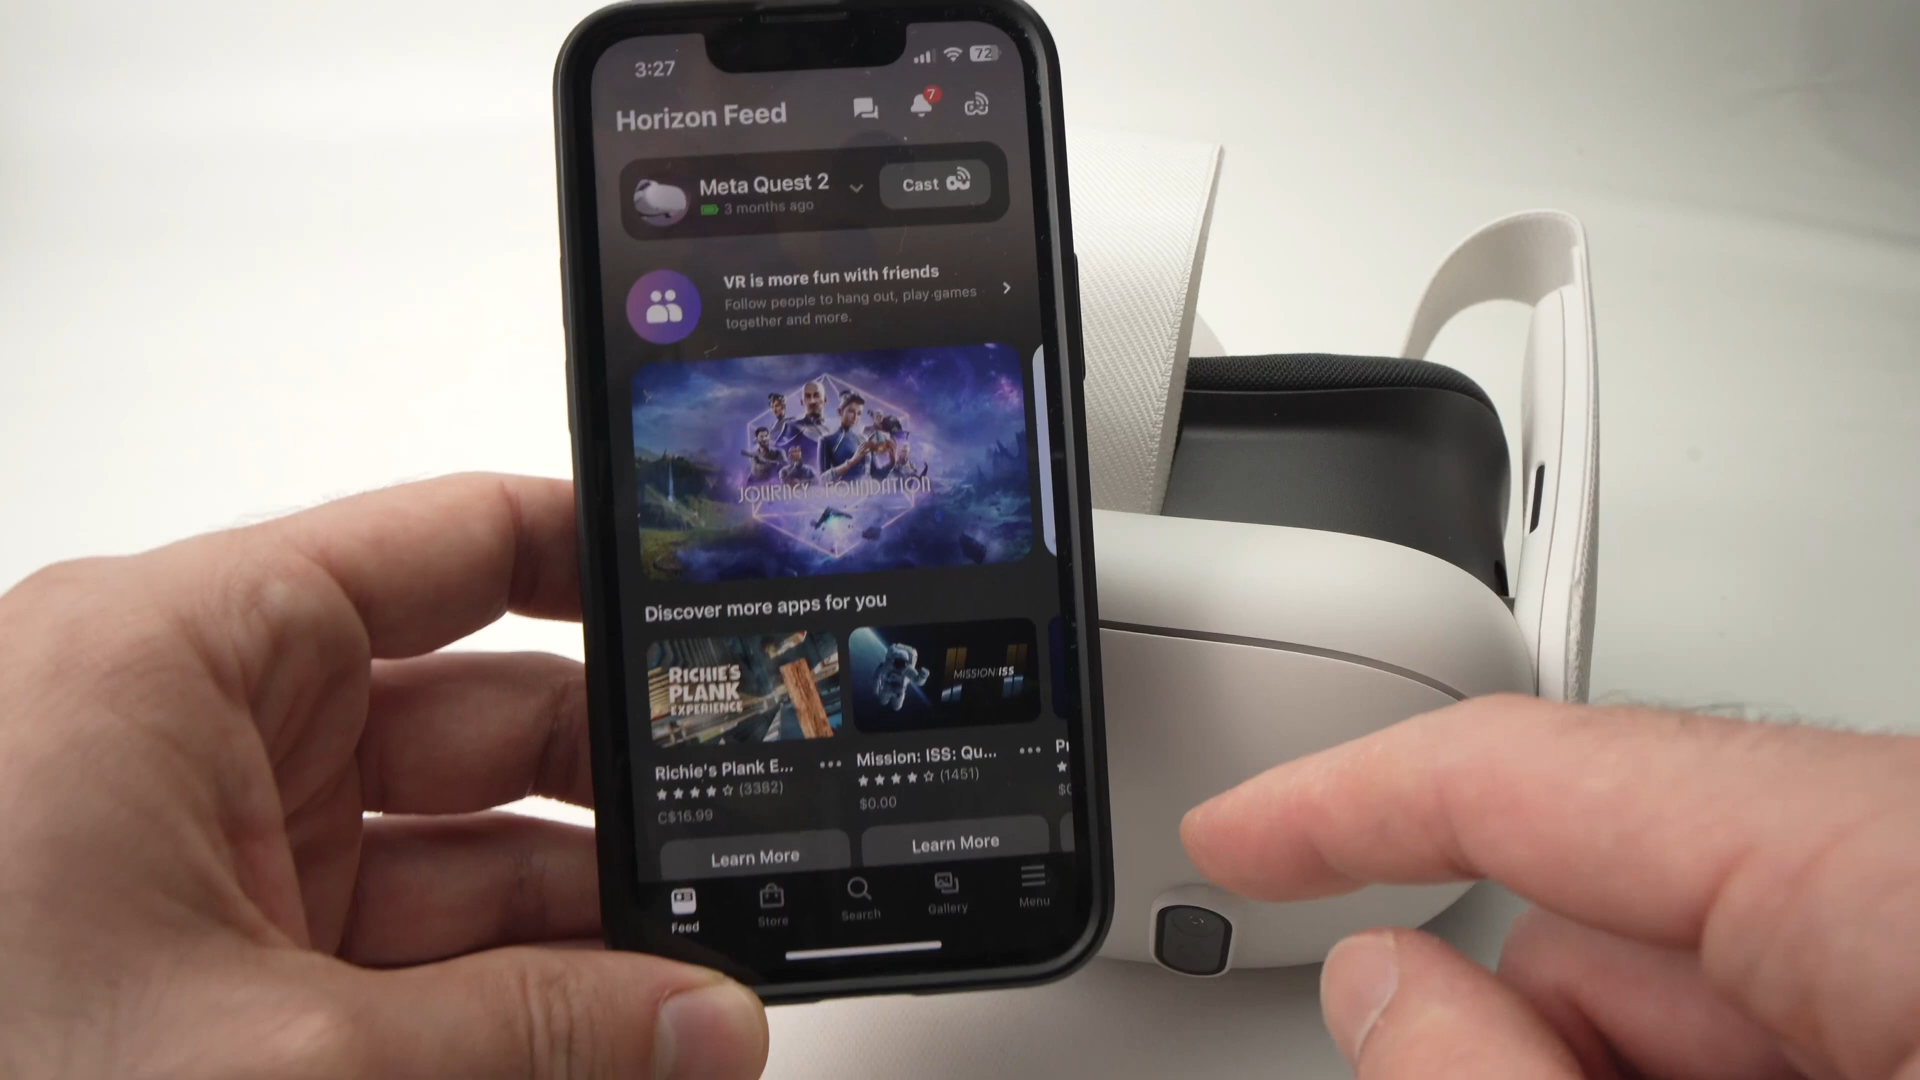 3:27
72
Horizon Feed
7
Meta Quest 2
3 months ago
Cast
VR is more fun with friends
Follow people to hang out, play games
together and more.
JOURNEY FOUNDATION
Discover more apps for you
RICHIE'S
PLANK
EXPERIENCE
MISSION:ISS
Richie's Plank E...
(3382)
C$16.99
Learn More
Mission: ISS: Qu...
(1451)
$0.00
Learn More
Feed
Store
Search
Gallery
Menu